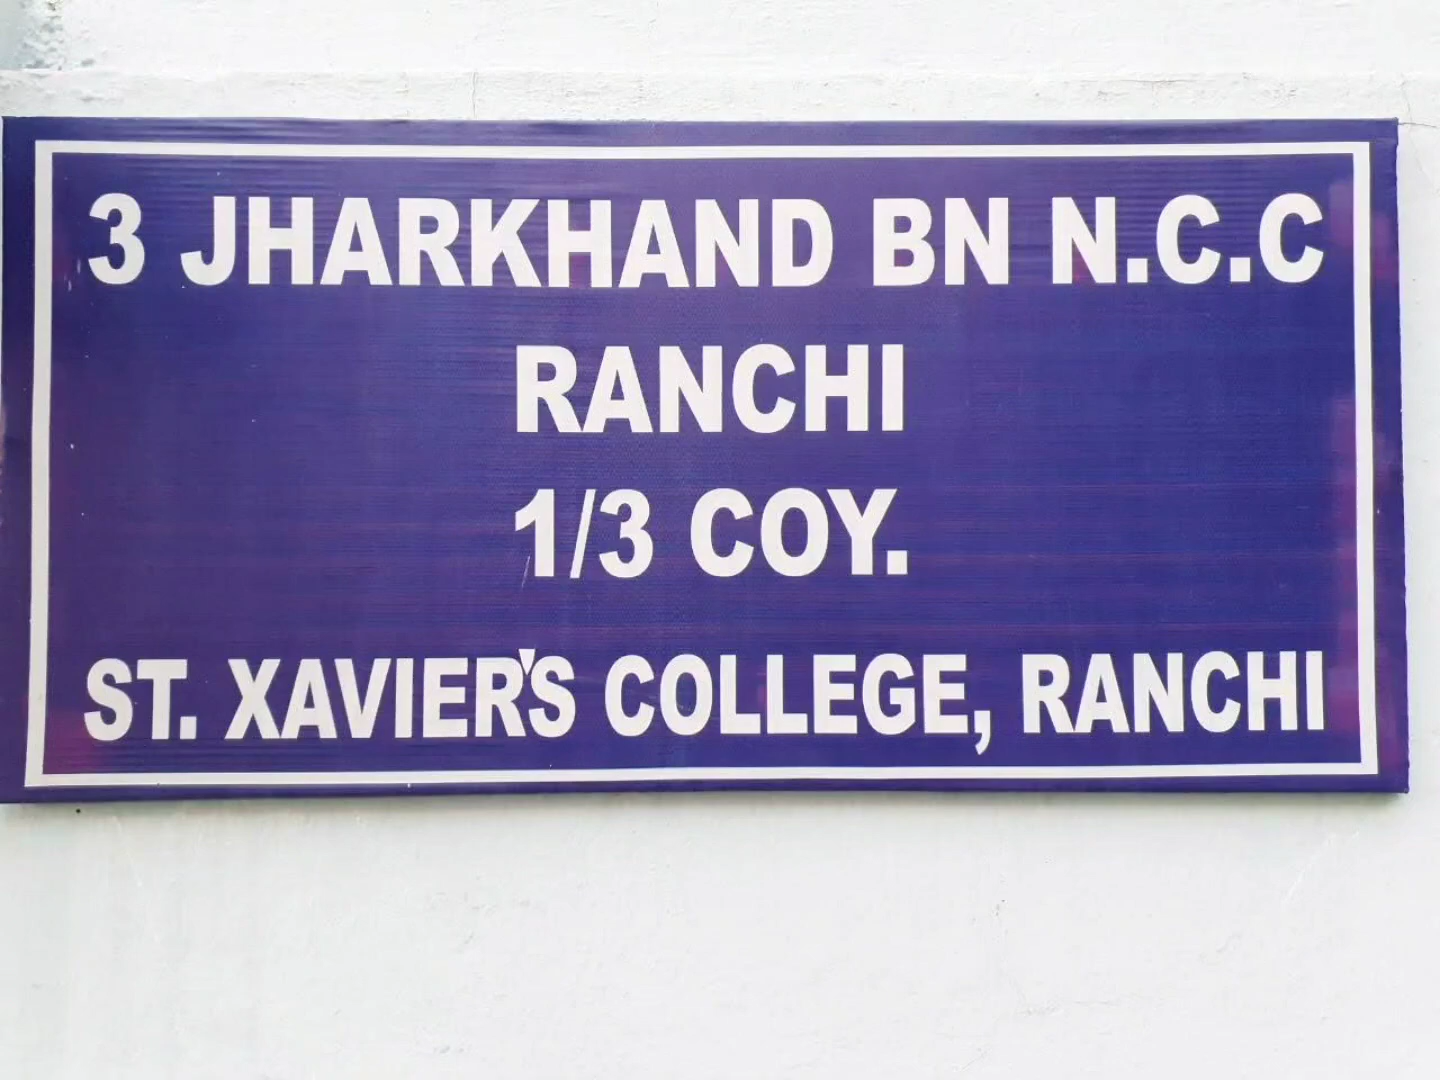 3 JHARKHAND BN N.C.C
RANCHI
1/3 COY.
ST. XAVIER'S COLLEGE, RANCHI